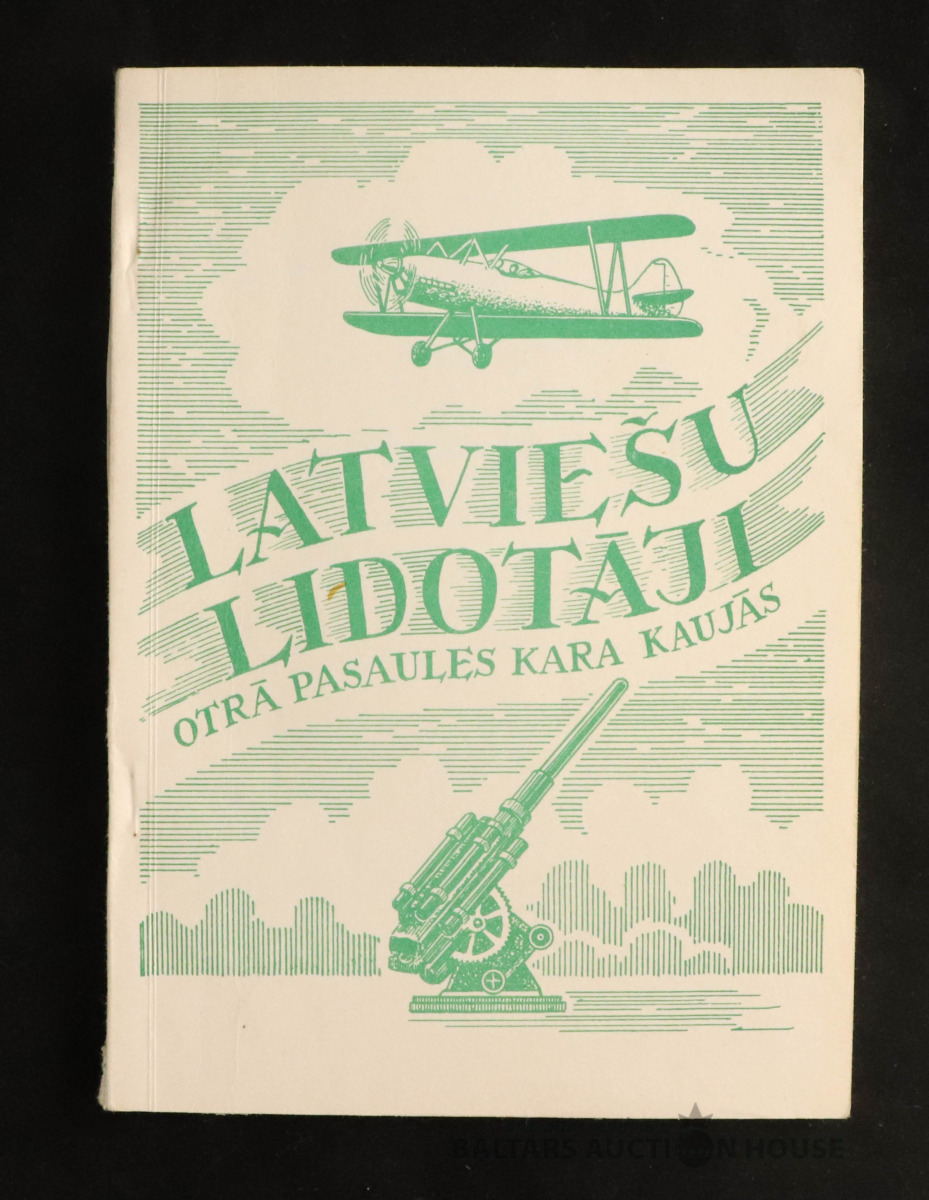 LATVIEŠU
LIDOTĀJI
OTRĀ PASAULES KARA KAUJĀS
BALTARS AUCTION HOUSE